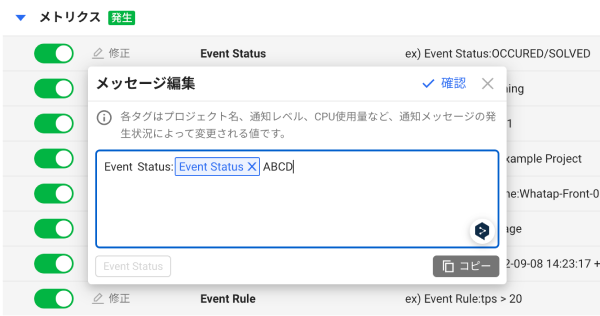 メトリクス 発生
修正 Event Status ex) Event Status:OCCURED/SOLVED
メッセージ編集 確認
各タグはプロジェクト名、通知レベル、CPU使用量など、通知メッセージの発
生状況によって変更される値です。
Event Status: Event Status ABCD
Event Status コピー
ning
1
xample Project
ne:Whatap-Front-0
age
2-09-08 14:23:17 +
修正 Event Rule ex) Event Rule:tps > 20